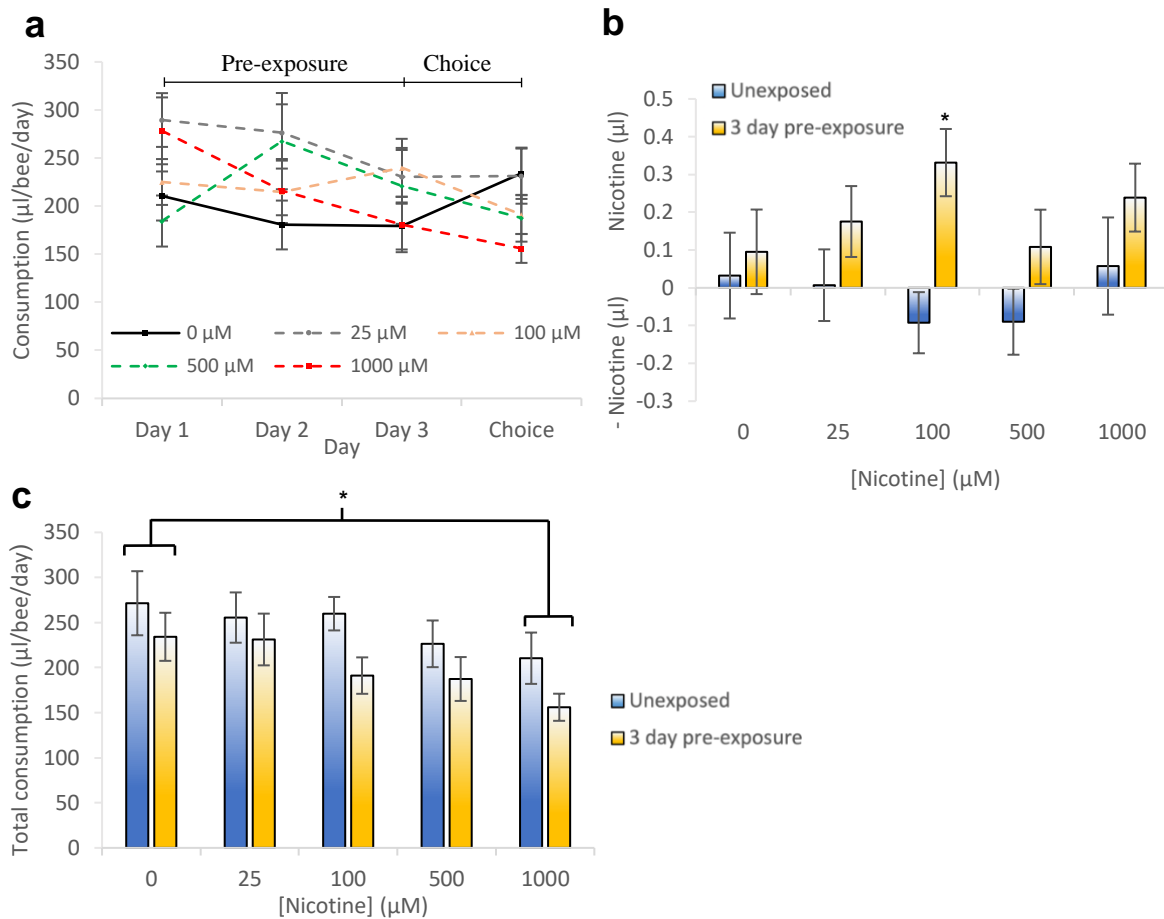 a
Pre-exposure Choice
Consumption (µl/bee/day)
350
300
250
200
150
100
50
0
0 µM 25 µM 100 µM
500 µM 1000 µM
Day 1 Day 2 Day 3 Choice
Day
b
Unexposed
3 day pre-exposure
*
- Nicotine (µl) Nicotine (µl)
0.5
0.4
0.3
0.2
0.1
0
-0.1
-0.2
-0.3
0 25 100 500 1000
[Nicotine] (µM)
c
*
Total consumption (µl/bee/day)
350
300
250
200
150
100
50
0
0 25 100 500 1000
[Nicotine] (µM)
Unexposed
3 day pre-exposure